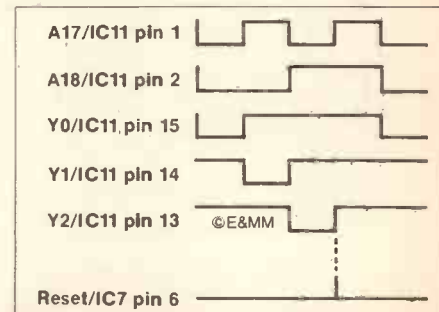 A17/IC11 pin 1
A18/IC11 pin 2
Y0/IC11 pin 15
Y1/IC11 pin 14
Y2/IC11 pin 13
©E&MM
Reset/IC7 pin 6